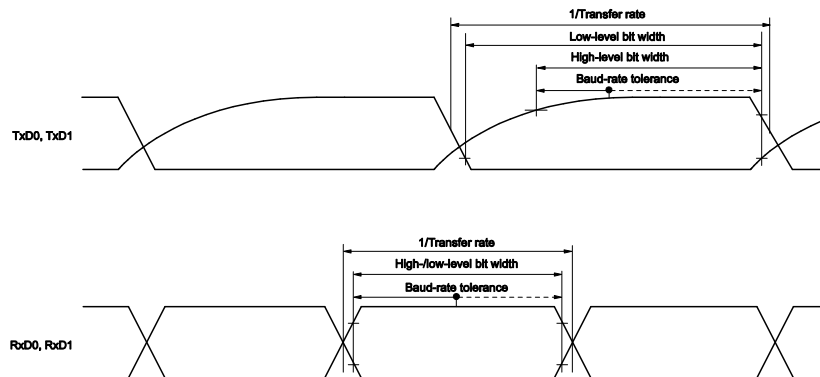 1/Transfer rate
Low-level bit width
High-level bit width
Baud-rate tolerance
TxD0, TxD1
1/Transfer rate
High-/low-level bit width
Baud-rate tolerance
RxD0, RxD1